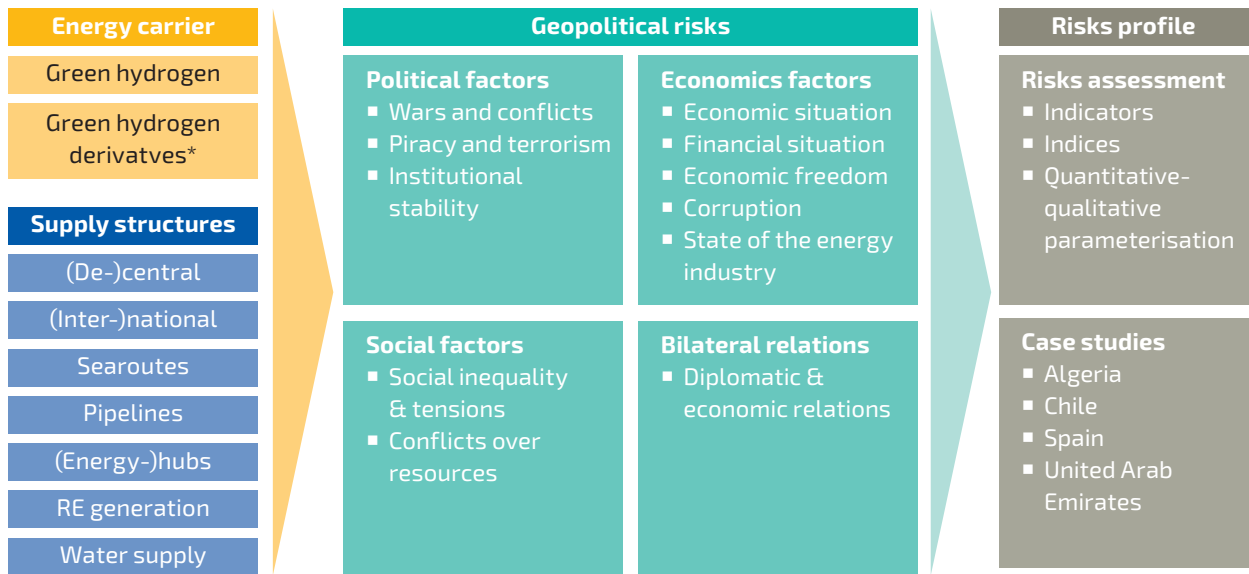 Energy carrier
Green hydrogen
Green hydrogen
derivatves*
Supply structures
(De-)central
(Inter-)national
Searoutes
Pipelines
(Energy-)hubs
RE generation
Water supply
Geopolitical risks
Political factors
▪ Wars and conflicts
▪ Piracy and terrorism
▪ Institutional
stability
Economics factors
▪ Economic situation
▪ Financial situation
▪ Economic freedom
▪ Corruption
▪ State of the energy
industry
Social factors
▪ Social inequality
& tensions
▪ Conflicts over
resources
Bilateral relations
▪ Diplomatic &
economic relations
Risks profile
Risks assessment
▪ Indicators
▪ Indices
▪ Quantitative-
qualitative
parameterisation
Case studies
▪ Algeria
▪ Chile
▪ Spain
▪ United Arab
Emirates